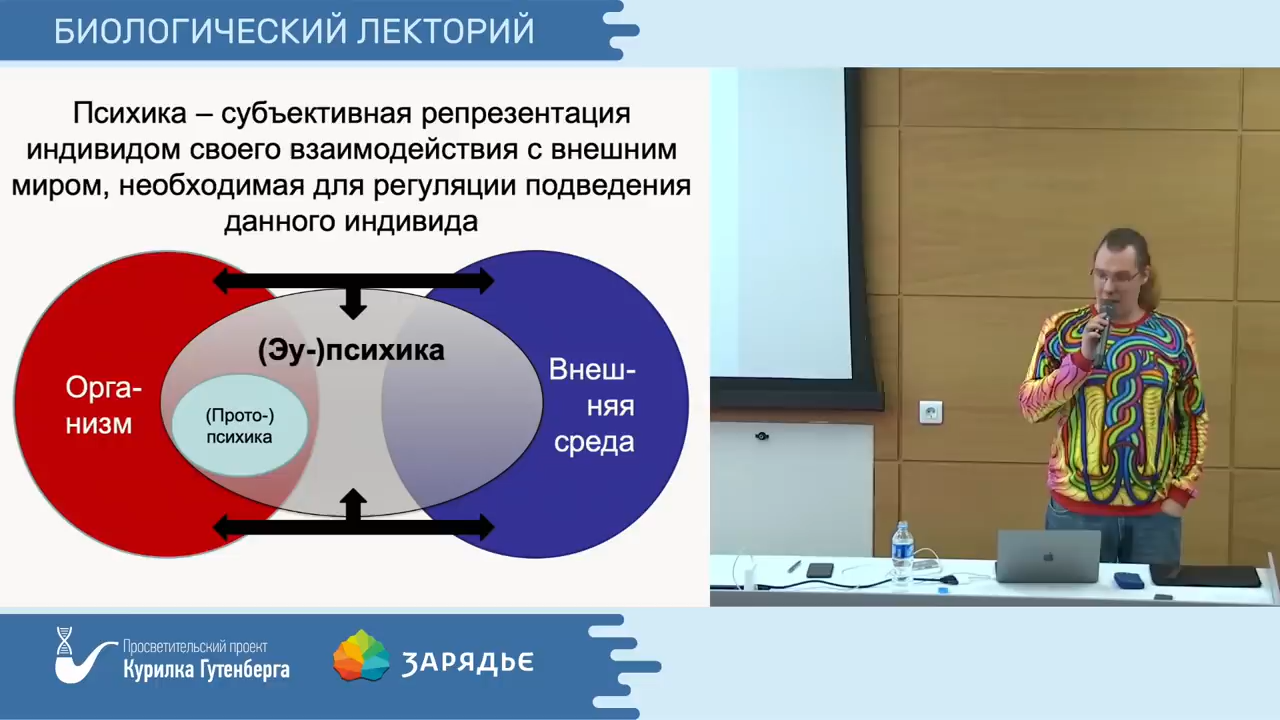 БИОЛОГИЧЕСКИЙ ЛЕКТОРИЙ
Психика – субъективная репрезентация
индивидом своего взаимодействия с внешним
миром, необходимая для регуляции подведения
данного индивида
(Эу-)психика
Орга-
низм
(Прото-)
психика
Внеш-
няя
среда
Просветительский проект
Курилка Гутенберга
ЗАРЯДЬЕ